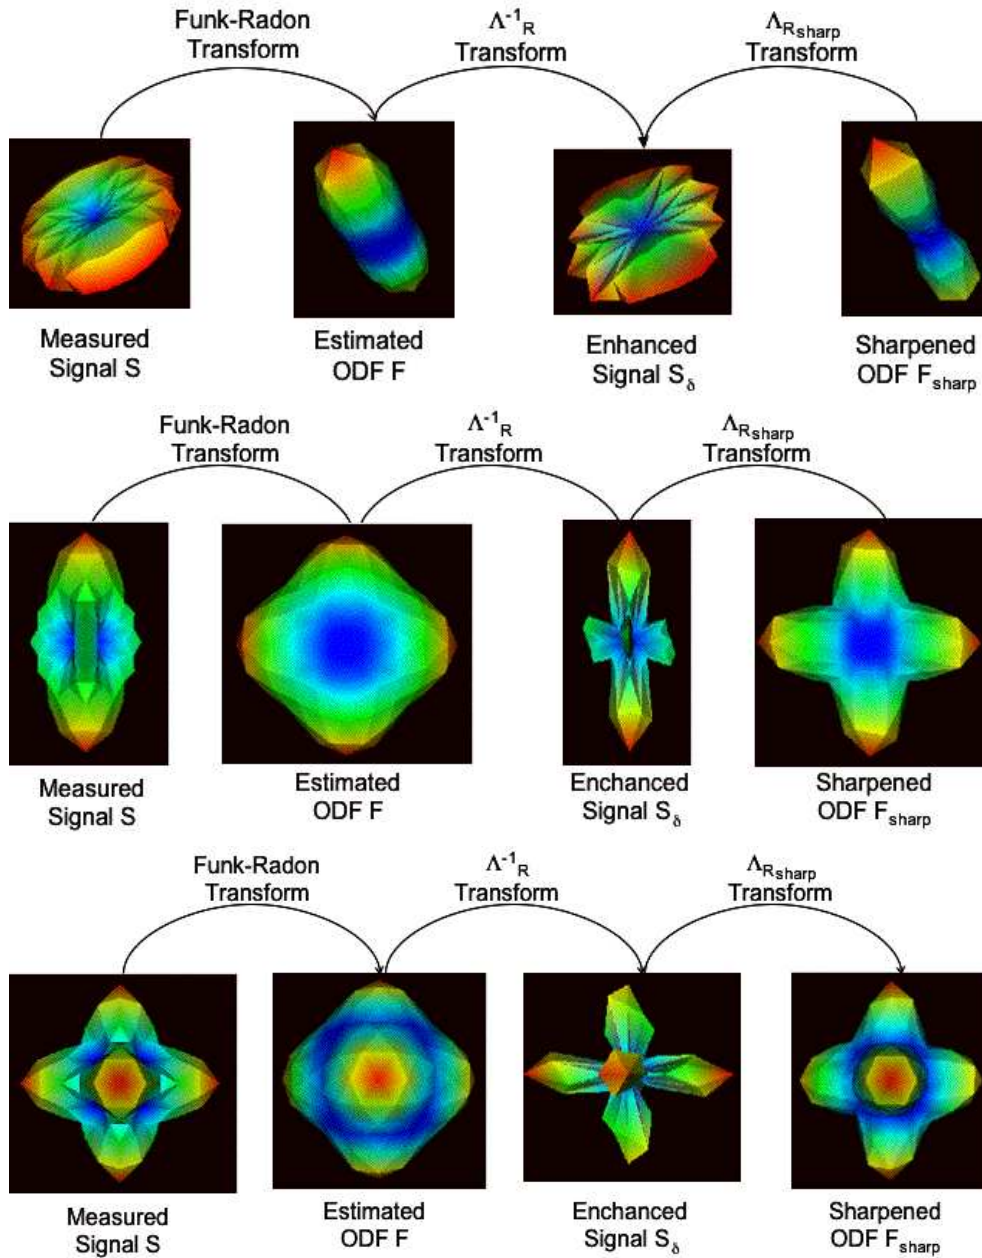 Funk-Radon Λ⁻¹R ΛRsharp
Transform Transform Transform
Measured Estimated Enhanced Sharpened
Signal S ODF F Signal Sδ ODF Fsharp
Funk-Radon Λ⁻¹R ΛRsharp
Transform Transform Transform
Measured Estimated Enchanced Sharpened
Signal S ODF F Signal Sδ ODF Fsharp
Funk-Radon Λ⁻¹R ΛRsharp
Transform Transform Transform
Measured Estimated Enchanced Sharpened
Signal S ODF F Signal Sδ ODF Fsharp